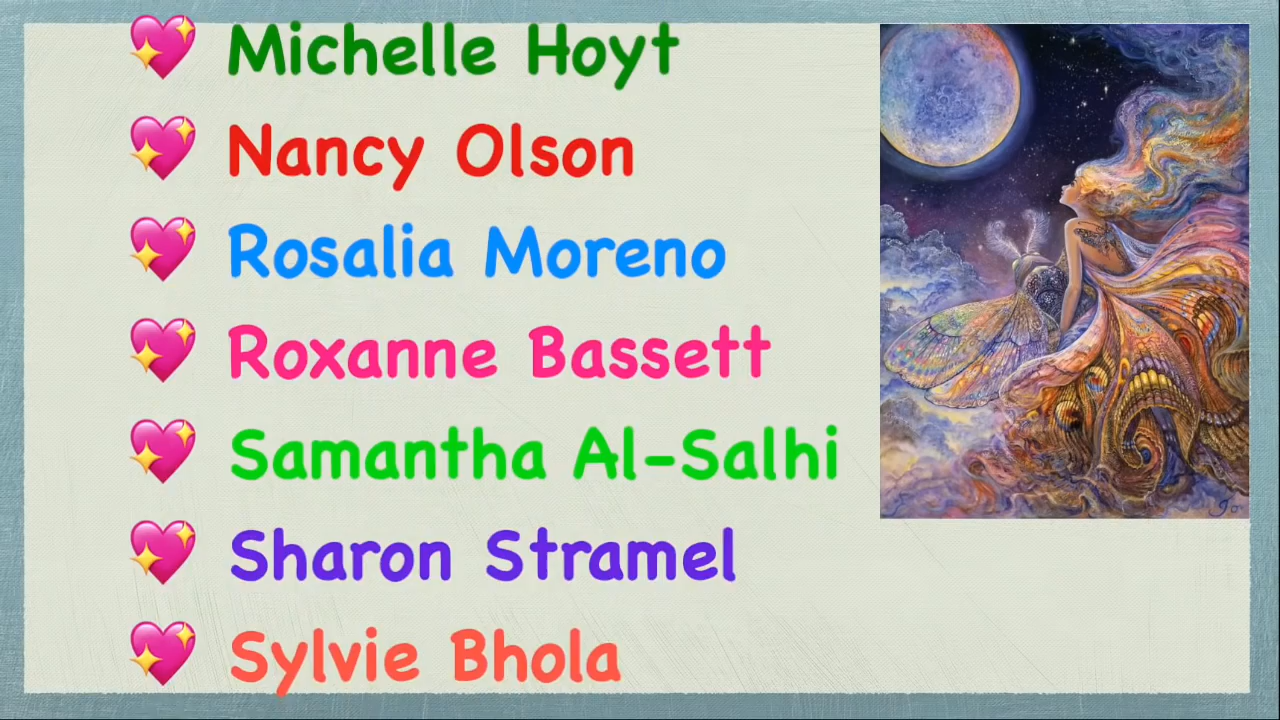 Michelle Hoyt
Nancy Olson
Rosalia Moreno
Roxanne Bassett
Samantha Al-Salhi
Sharon Stramel
Sylvie Bhola